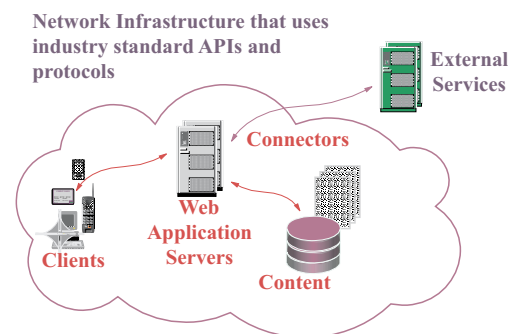 Network Infrastructure that uses
industry standard APIs and
protocols
External
Services
Connectors
Web
Application
Servers
Clients
Content